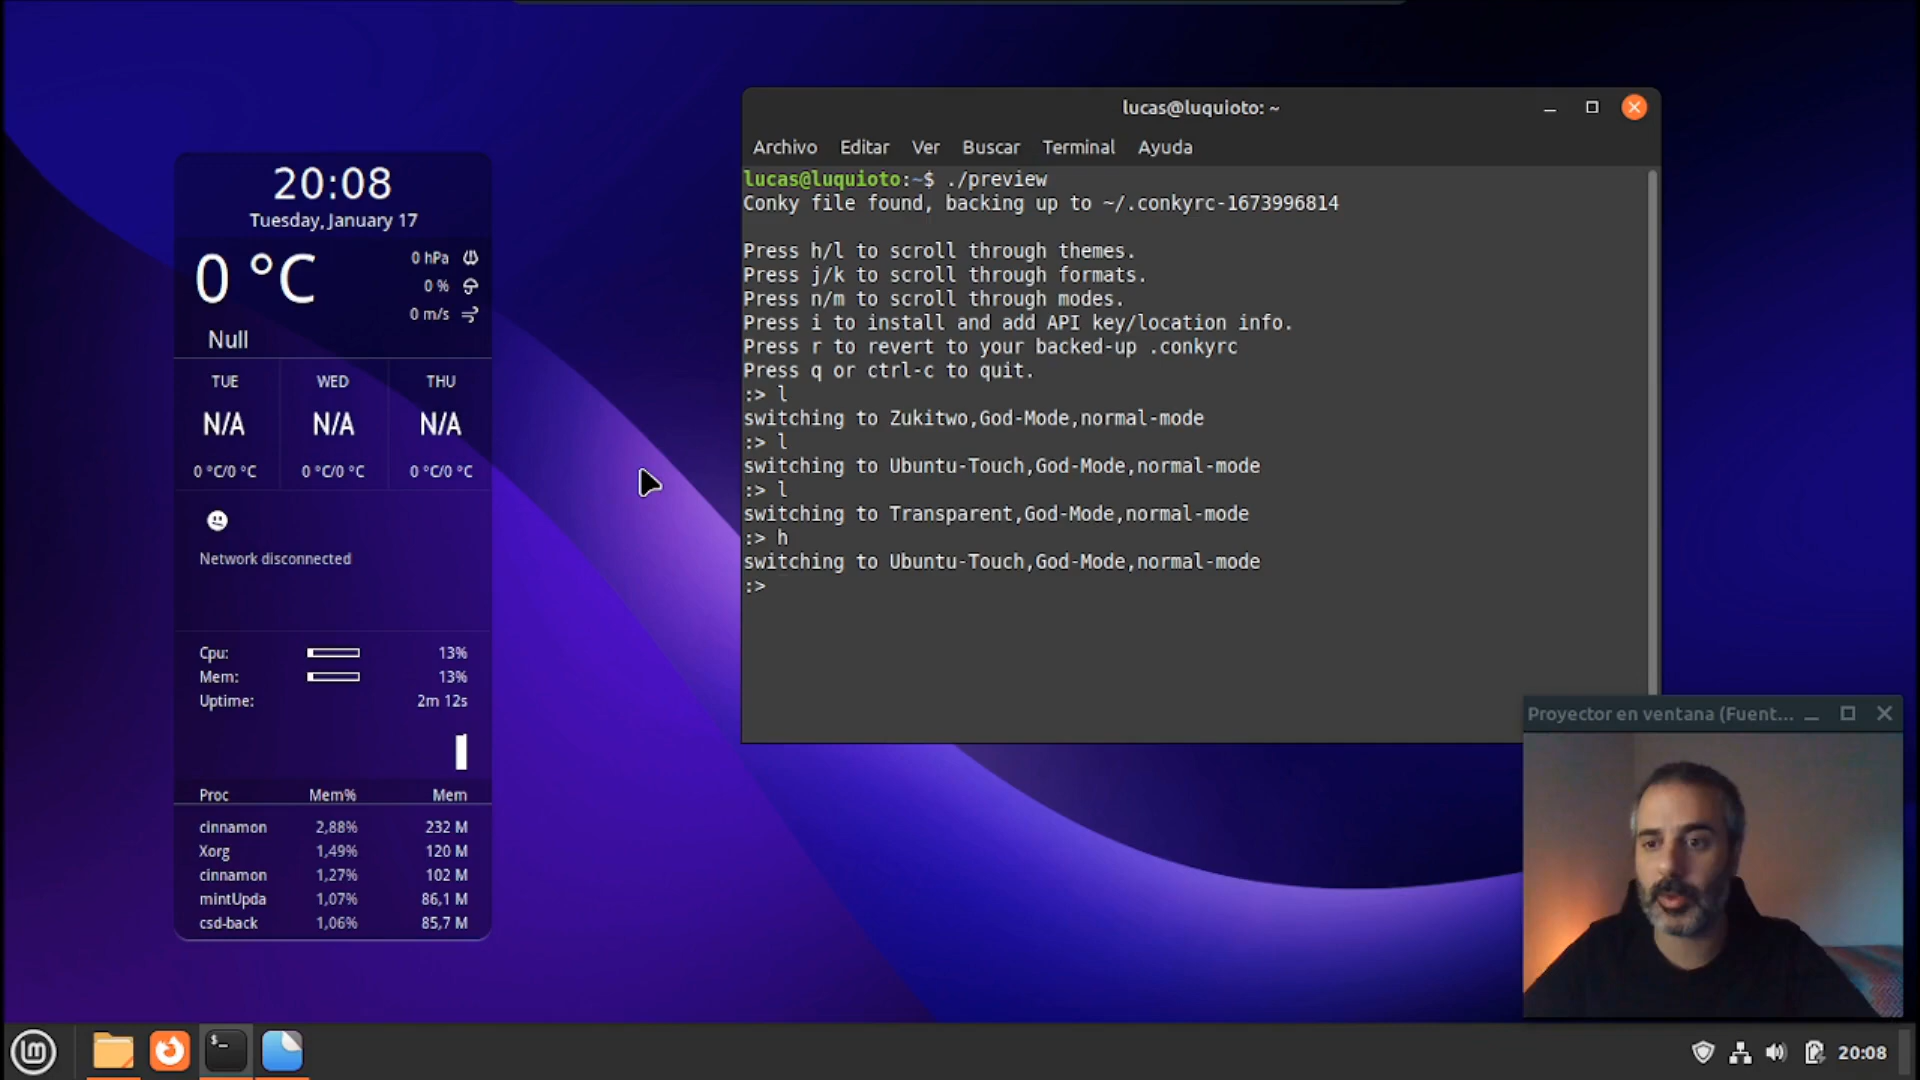 20:08
Tuesday, January 17
0 °C
0 hPa
0 %
0 m/s
Null
TUE WED THU
N/A N/A N/A
0 °C/0 °C 0 °C/0 °C 0 °C/0 °C
Network disconnected
Cpu: 13%
Mem: 13%
Uptime: 2m 12s
Proc Mem% Mem
cinnamon 2,88% 232 M
Xorg 1,49% 120 M
cinnamon 1,27% 102 M
mintUpda 1,07% 86,1 M
csd-back 1,06% 85,7 M
lucas@luquioto: ~
Archivo Editar Ver Buscar Terminal Ayuda
lucas@luquioto:~$ ./preview
Conky file found, backing up to ~/.conkyrc-1673996814
Press h/l to scroll through themes.
Press j/k to scroll through formats.
Press n/m to scroll through modes.
Press i to install and add API key/location info.
Press r to revert to your backed-up .conkyrc
Press q or ctrl-c to quit.
:> l
switching to Zukitwo,God-Mode,normal-mode
:> l
switching to Ubuntu-Touch,God-Mode,normal-mode
:> l
switching to Transparent,God-Mode,normal-mode
:> h
switching to Ubuntu-Touch,God-Mode,normal-mode
:>
Proyector en ventana (Fuent...
20:08